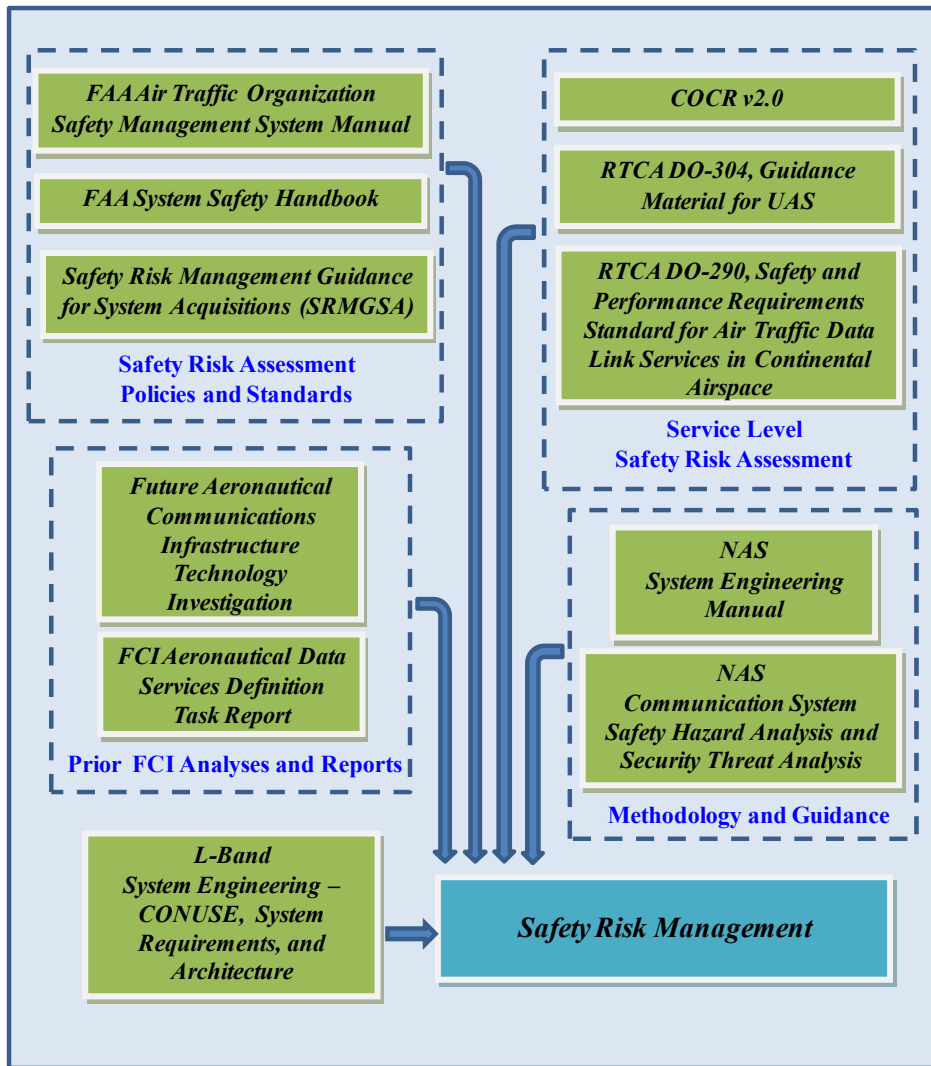 FAA Air Traffic Organization
Safety Management System Manual
FAA System Safety Handbook
Safety Risk Management Guidance
for System Acquisitions (SRMGSA)
Safety Risk Assessment
Policies and Standards
COCR v2.0
RTCA DO-304, Guidance
Material for UAS
RTCA DO-290, Safety and
Performance Requirements
Standard for Air Traffic Data
Link Services in Continental
Airspace
Service Level
Safety Risk Assessment
Future Aeronautical
Communications
Infrastructure
Technology
Investigation
FCI Aeronautical Data
Services Definition
Task Report
Prior FCI Analyses and Reports
NAS
System Engineering
Manual
NAS
Communication System
Safety Hazard Analysis and
Security Threat Analysis
Methodology and Guidance
L-Band
System Engineering –
CONUSE, System
Requirements, and
Architecture
Safety Risk Management